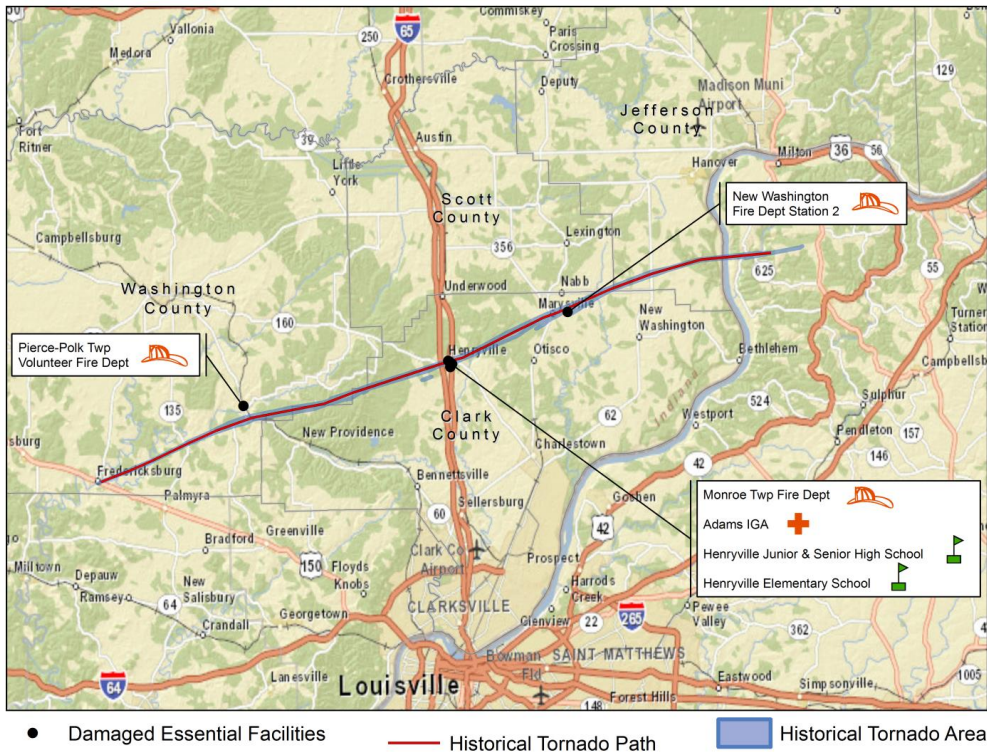 Commiskey
50
Vallonia
65
Paris
Crossing
Medora
250
Crothersville
Deputy
129
Madison Muni
Airport
Jefferson
County
Fort
Ritner
39
Austin
Hanover
Milton
36
56
Little
York
Scott
County
New Washington
Fire Dept Station 2
Lexington
356
Campbellsburg
625
55
Washington
County
Underwood
Nabb
Marysville
Turners
Station
160
New
Washington
Pierce-Polk Twp
Volunteer Fire Dept
Henryville
Otisco
Bethlehem
Campbellsb
135
Indiana
524
Sulphur
62
Clark
County
Westport
New Providence
Charlestown
Pendleton
157
sburg
Fredericksburg
42
146
Bennettsville
Palmyra
Goshen
Monroe Twp Fire Dept
Sellersburg
60
Greenville
42
Adams IGA
Bradford
Clark Co
Airport
Prospect
Henryville Junior & Senior High School
150
Milltown
Floyds
Knobs
Depauw
New
Salisbury
Henryville Elementary School
Ramsey
Harrods
Creek
64
CLARKSVILLE
Pewee
Valley
Georgetown
Glenview
22
265
362
Crandall
Bowman
Fld
SAINT MATTHEWS
64
Lanesville
Louisville
Eastwood
Simpsonville
1005
148
Forest Hills
Damaged Essential Facilities
Historical Tornado Path
Historical Tornado Area